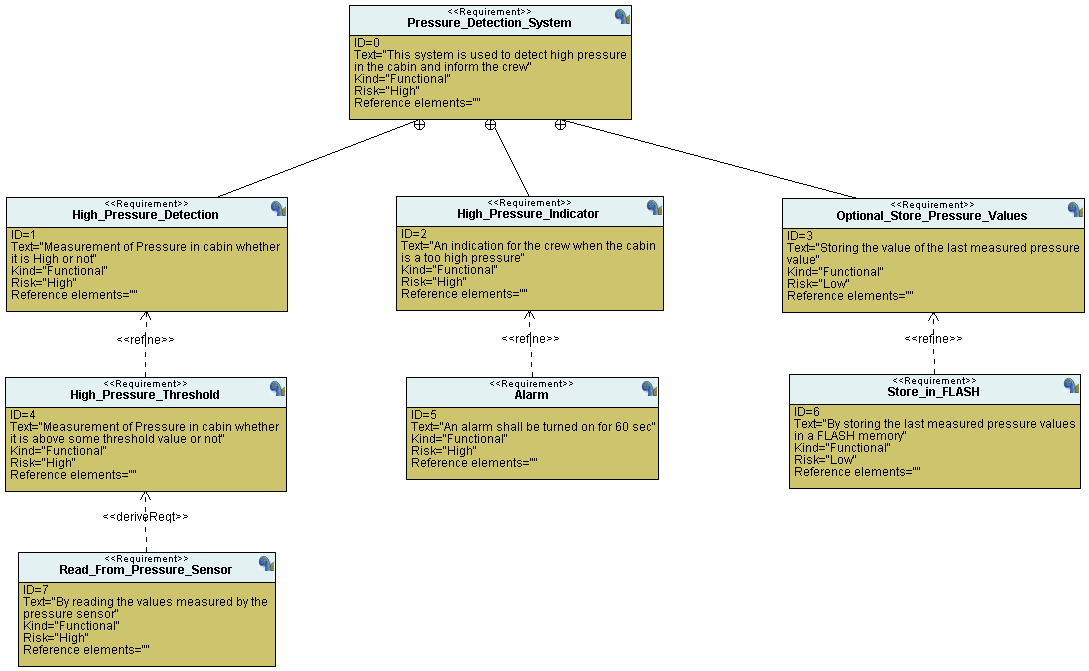 <<Requirement>>
Pressure_Detection_System
ID=0
Text="This system is used to detect high pressure
in the cabin and inform the crew"
Kind="Functional"
Risk="High"
Reference elements=""
<<Requirement>>
High_Pressure_Detection
ID=1
Text="Measurement of Pressure in cabin whether
it is High or not"
Kind="Functional"
Risk="High"
Reference elements=""
<<Requirement>>
High_Pressure_Indicator
ID=2
Text="An indication for the crew when the cabin
is a too high pressure"
Kind="Functional"
Risk="High"
Reference elements=""
<<Requirement>>
Optional_Store_Pressure_Values
ID=3
Text="Storing the value of the last measured pressure
value"
Kind="Functional"
Risk="Low"
Reference elements=""
<<refine>>
<<refine>>
<<refine>>
<<Requirement>>
High_Pressure_Threshold
ID=4
Text="Measurement of Pressure in cabin whether
it is above some threshold value or not"
Kind="Functional"
Risk="High"
Reference elements=""
<<Requirement>>
Alarm
ID=5
Text="An alarm shall be turned on for 60 sec"
Kind="Functional"
Risk="High"
Reference elements=""
<<Requirement>>
Store_in_FLASH
ID=6
Text="By storing the last measured pressure values
in a FLASH memory"
Kind="Functional"
Risk="Low"
Reference elements=""
<<deriveReqt>>
<<Requirement>>
Read_From_Pressure_Sensor
ID=7
Text="By reading the values measured by the
pressure sensor"
Kind="Functional"
Risk="High"
Reference elements=""